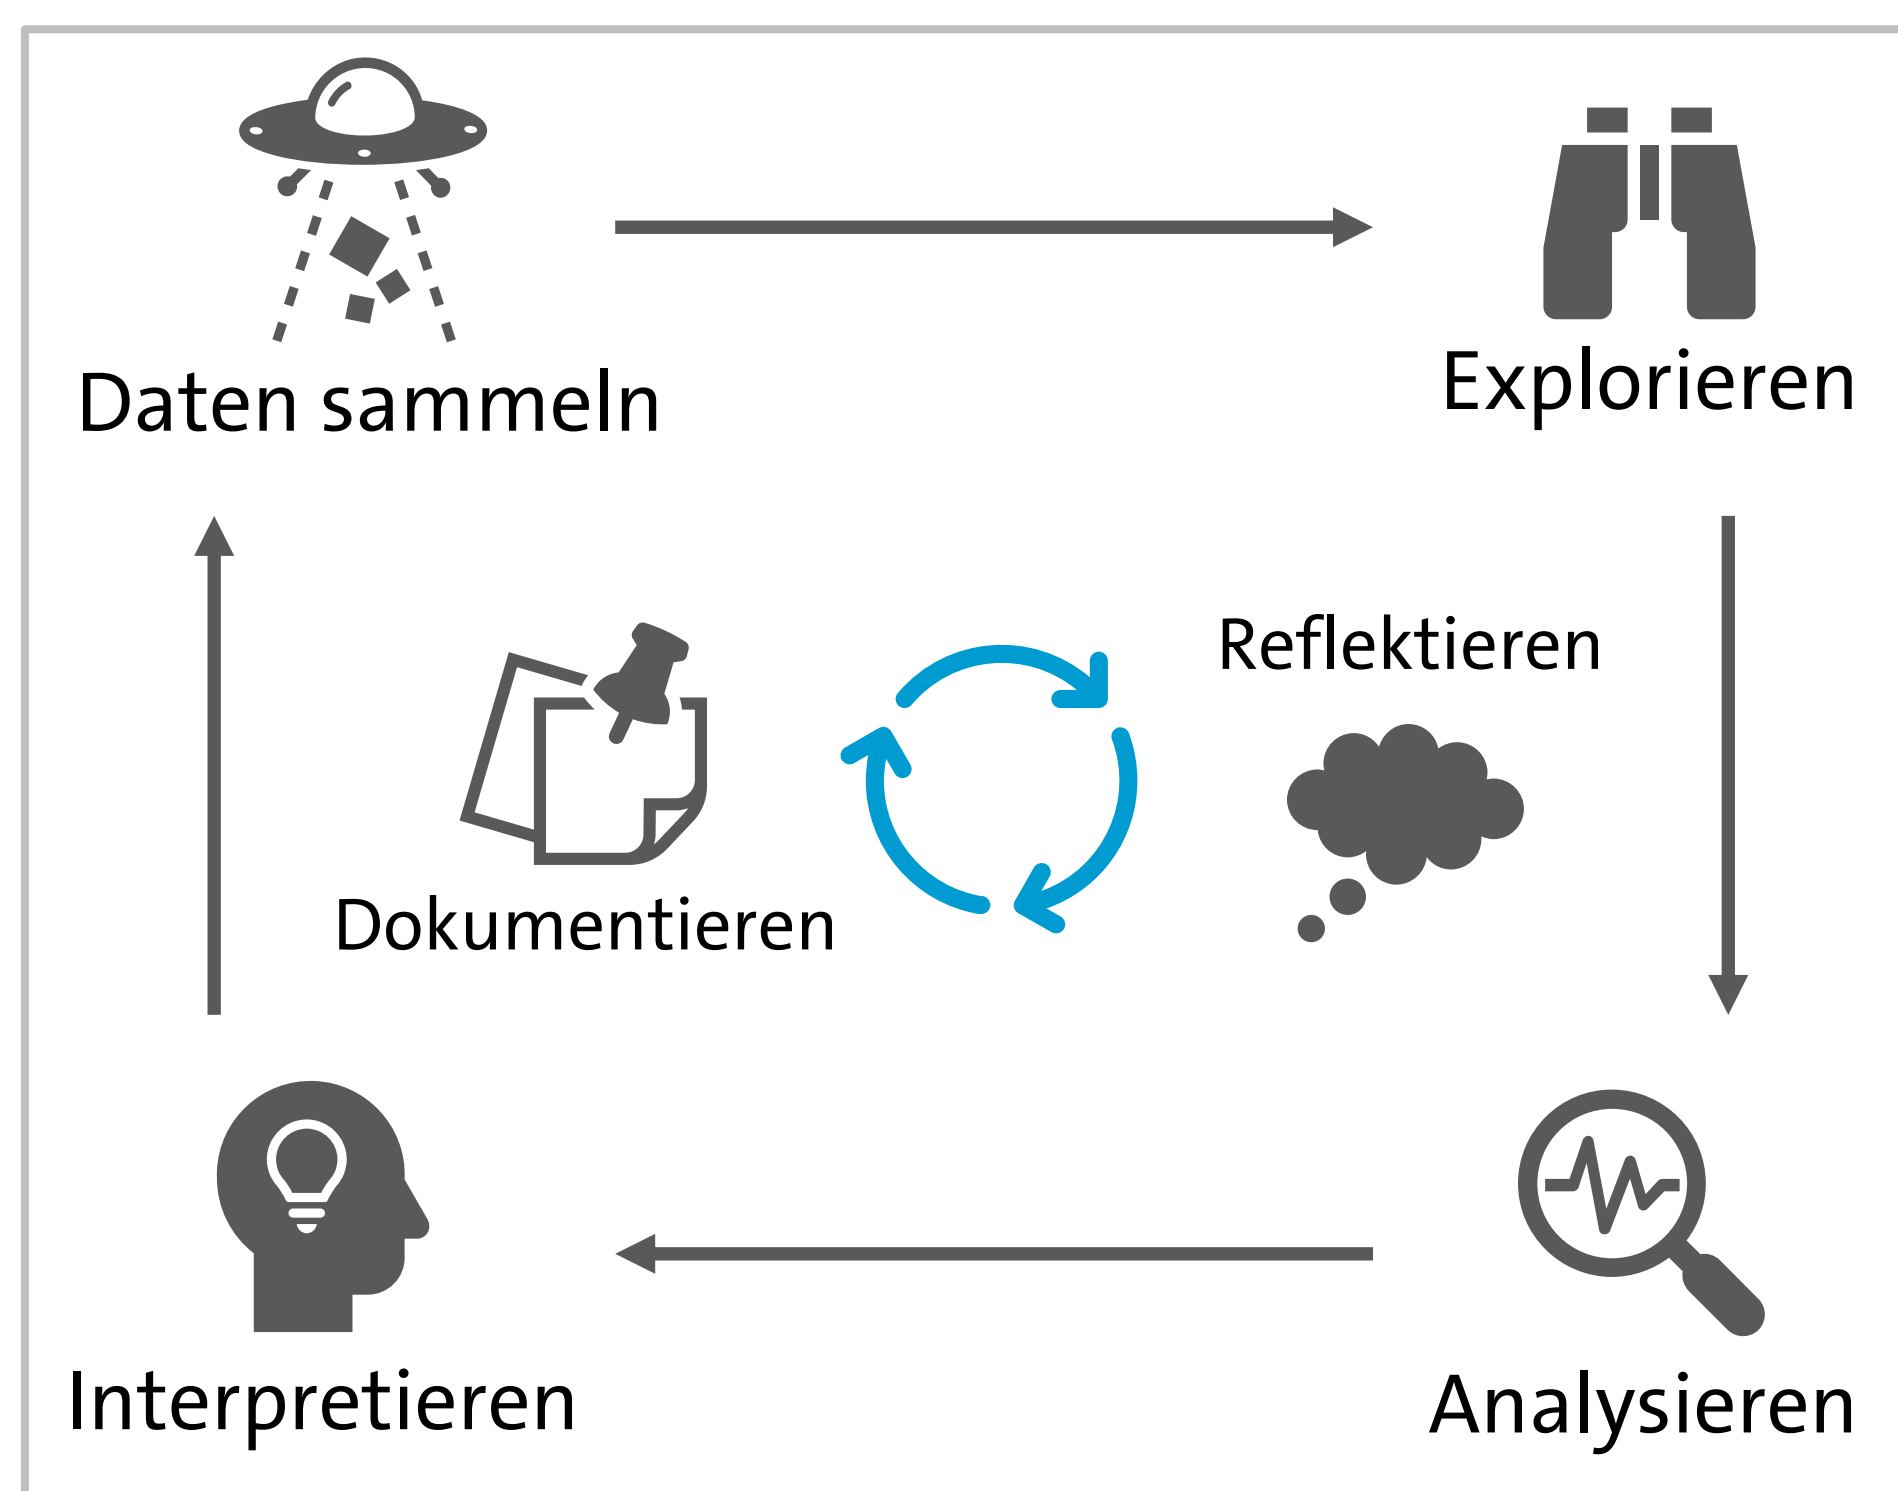 Daten sammeln
Explorieren
Reflektieren
Dokumentieren
Interpretieren
Analysieren